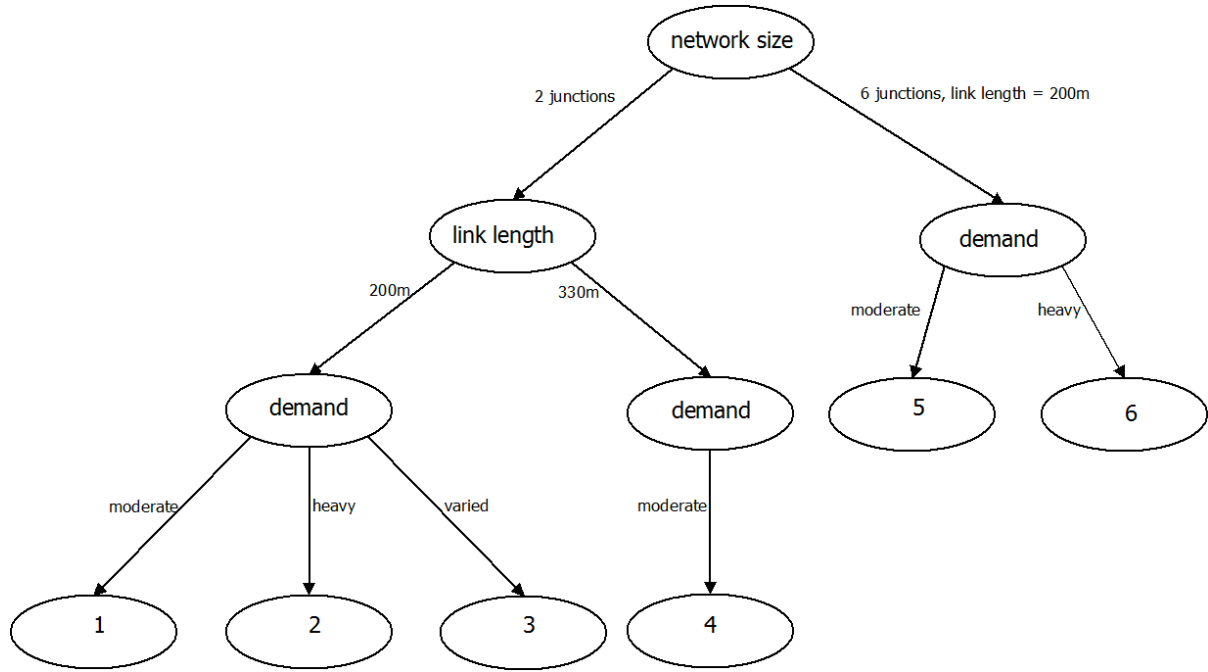 network size
2 junctions
6 junctions, link length = 200m
link length
demand
200m
330m
moderate
heavy
demand
demand
5
6
moderate
heavy
varied
moderate
1
2
3
4